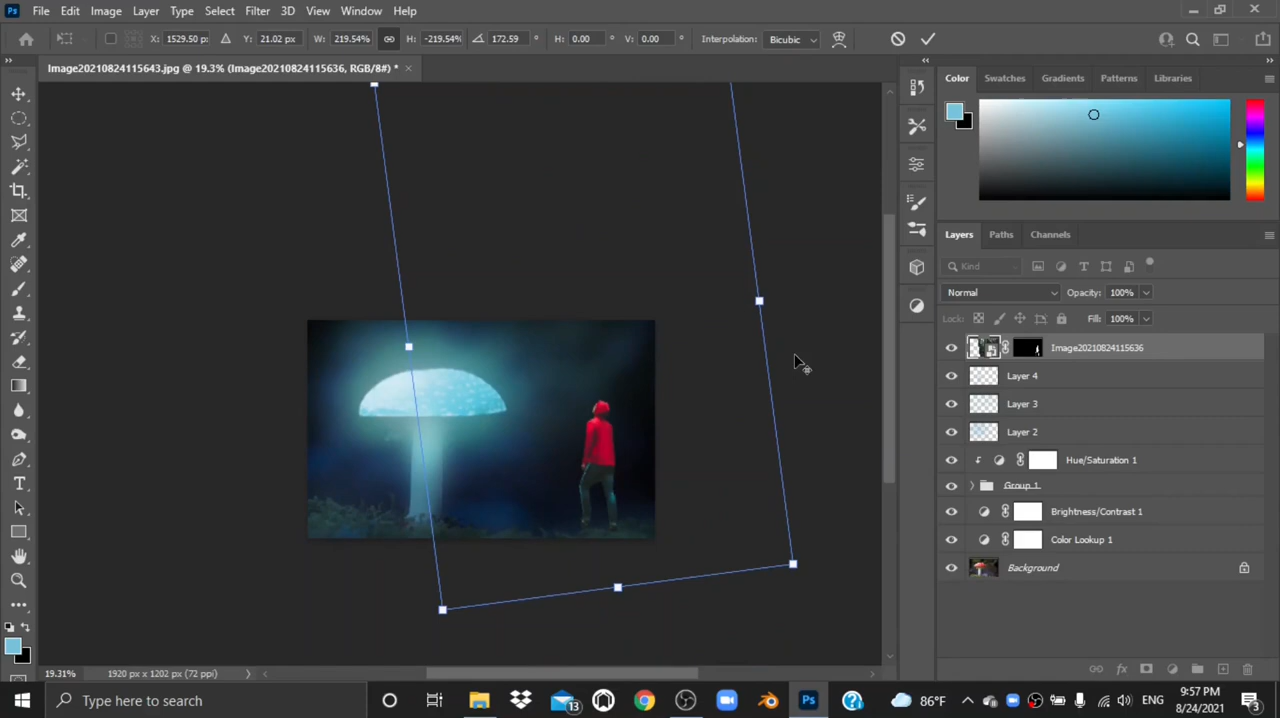 Ps File Edit Image Layer Type Select Filter 3D View Window Help
X: 1529.50 px Y: 21.02 px W: 219.54% H: -219.54% 172.59 ° H: 0.00 ° V: 0.00 ° Interpolation: Bicubic
Image20210824115643.jpg @ 19.3% (Image20210824115636, RGB/8#) * ×
Color Swatches Gradients Patterns Libraries
Layers Paths Channels
Kind
Normal Opacity: 100%
Lock: Fill: 100%
Image20210824115636
Layer 4
Layer 3
Layer 2
Hue/Saturation 1
Group 1
Brightness/Contrast 1
Color Lookup 1
Background
19.31% 1920 px x 1202 px (72 ppi)
Type here to search
13
Ps
86°F
ENG
9:57 PM
8/24/2021
3